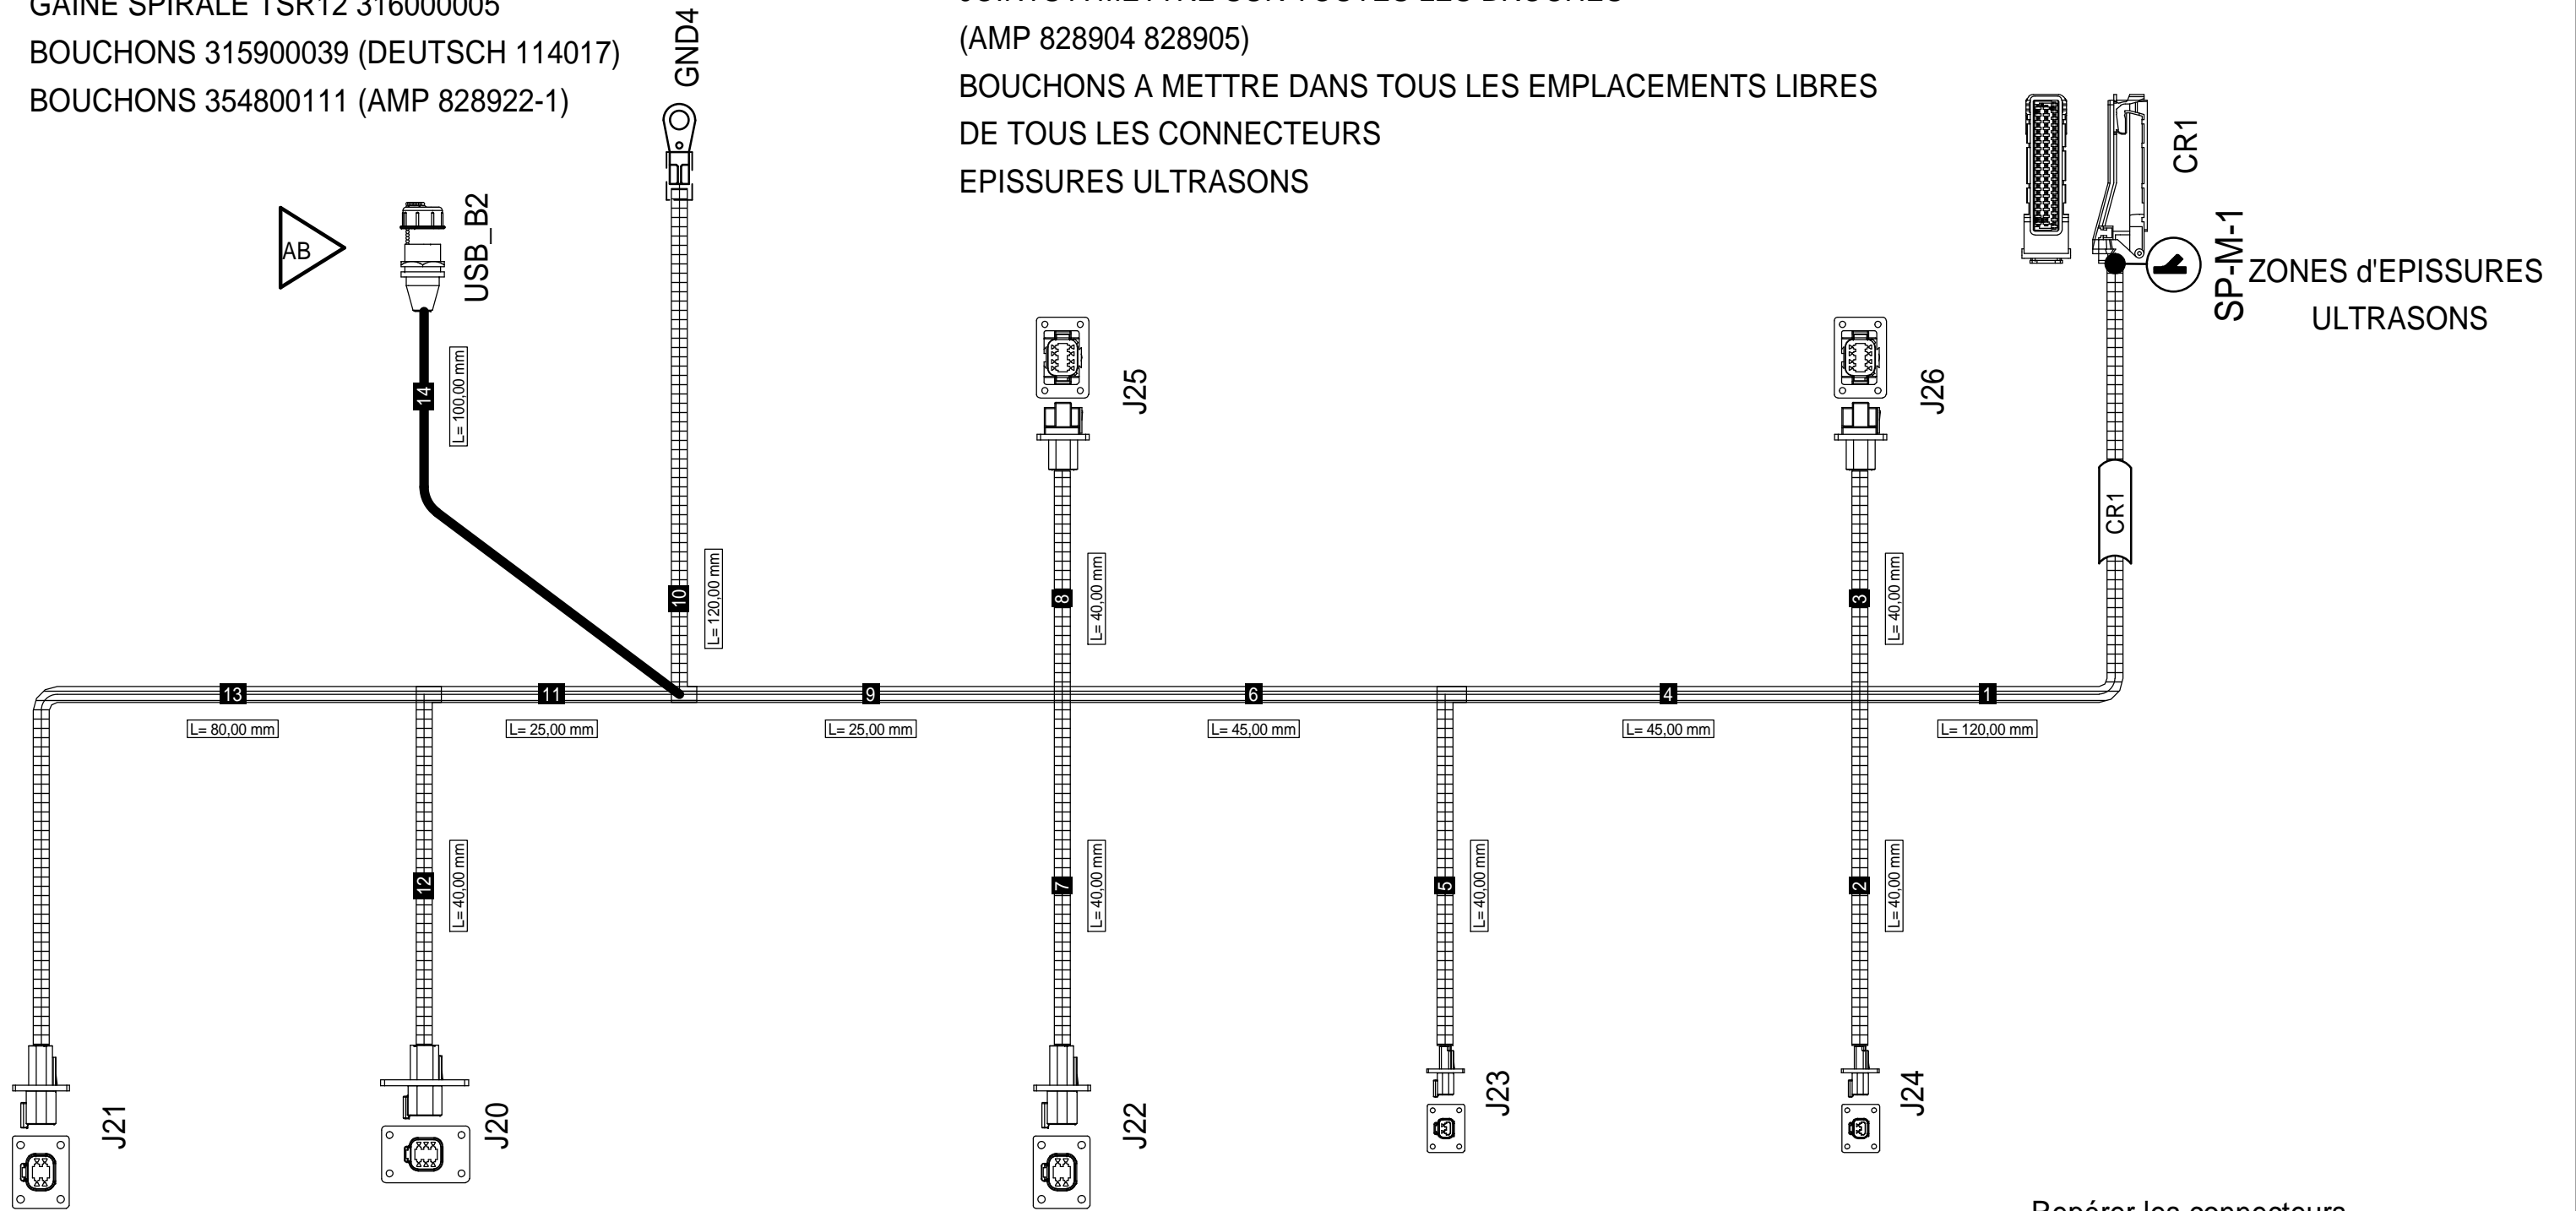 GAINE SPIRALE TSR12 316000005
BOUCHONS 315900039 (DEUTSCH 114017)
BOUCHONS 354800111 (AMP 828922-1)
(AMP 828904 828905)
BOUCHONS A METTRE DANS TOUS LES EMPLACEMENTS LIBRES
DE TOUS LES CONNECTEURS
EPISSURES ULTRASONS
GND4
AB
USB_B2
CR1
SP-M-1
ZONES d'EPISSURES
ULTRASONS
J25
J26
14
L= 100,00 mm
CR1
10
L= 120,00 mm
8
L= 40,00 mm
3
L= 40,00 mm
13
11
9
6
4
1
L= 80,00 mm
L= 25,00 mm
L= 25,00 mm
L= 45,00 mm
L= 45,00 mm
L= 120,00 mm
12
L= 40,00 mm
7
L= 40,00 mm
5
L= 40,00 mm
2
L= 40,00 mm
J21
J20
J22
J23
J24
Repérer les connecteurs